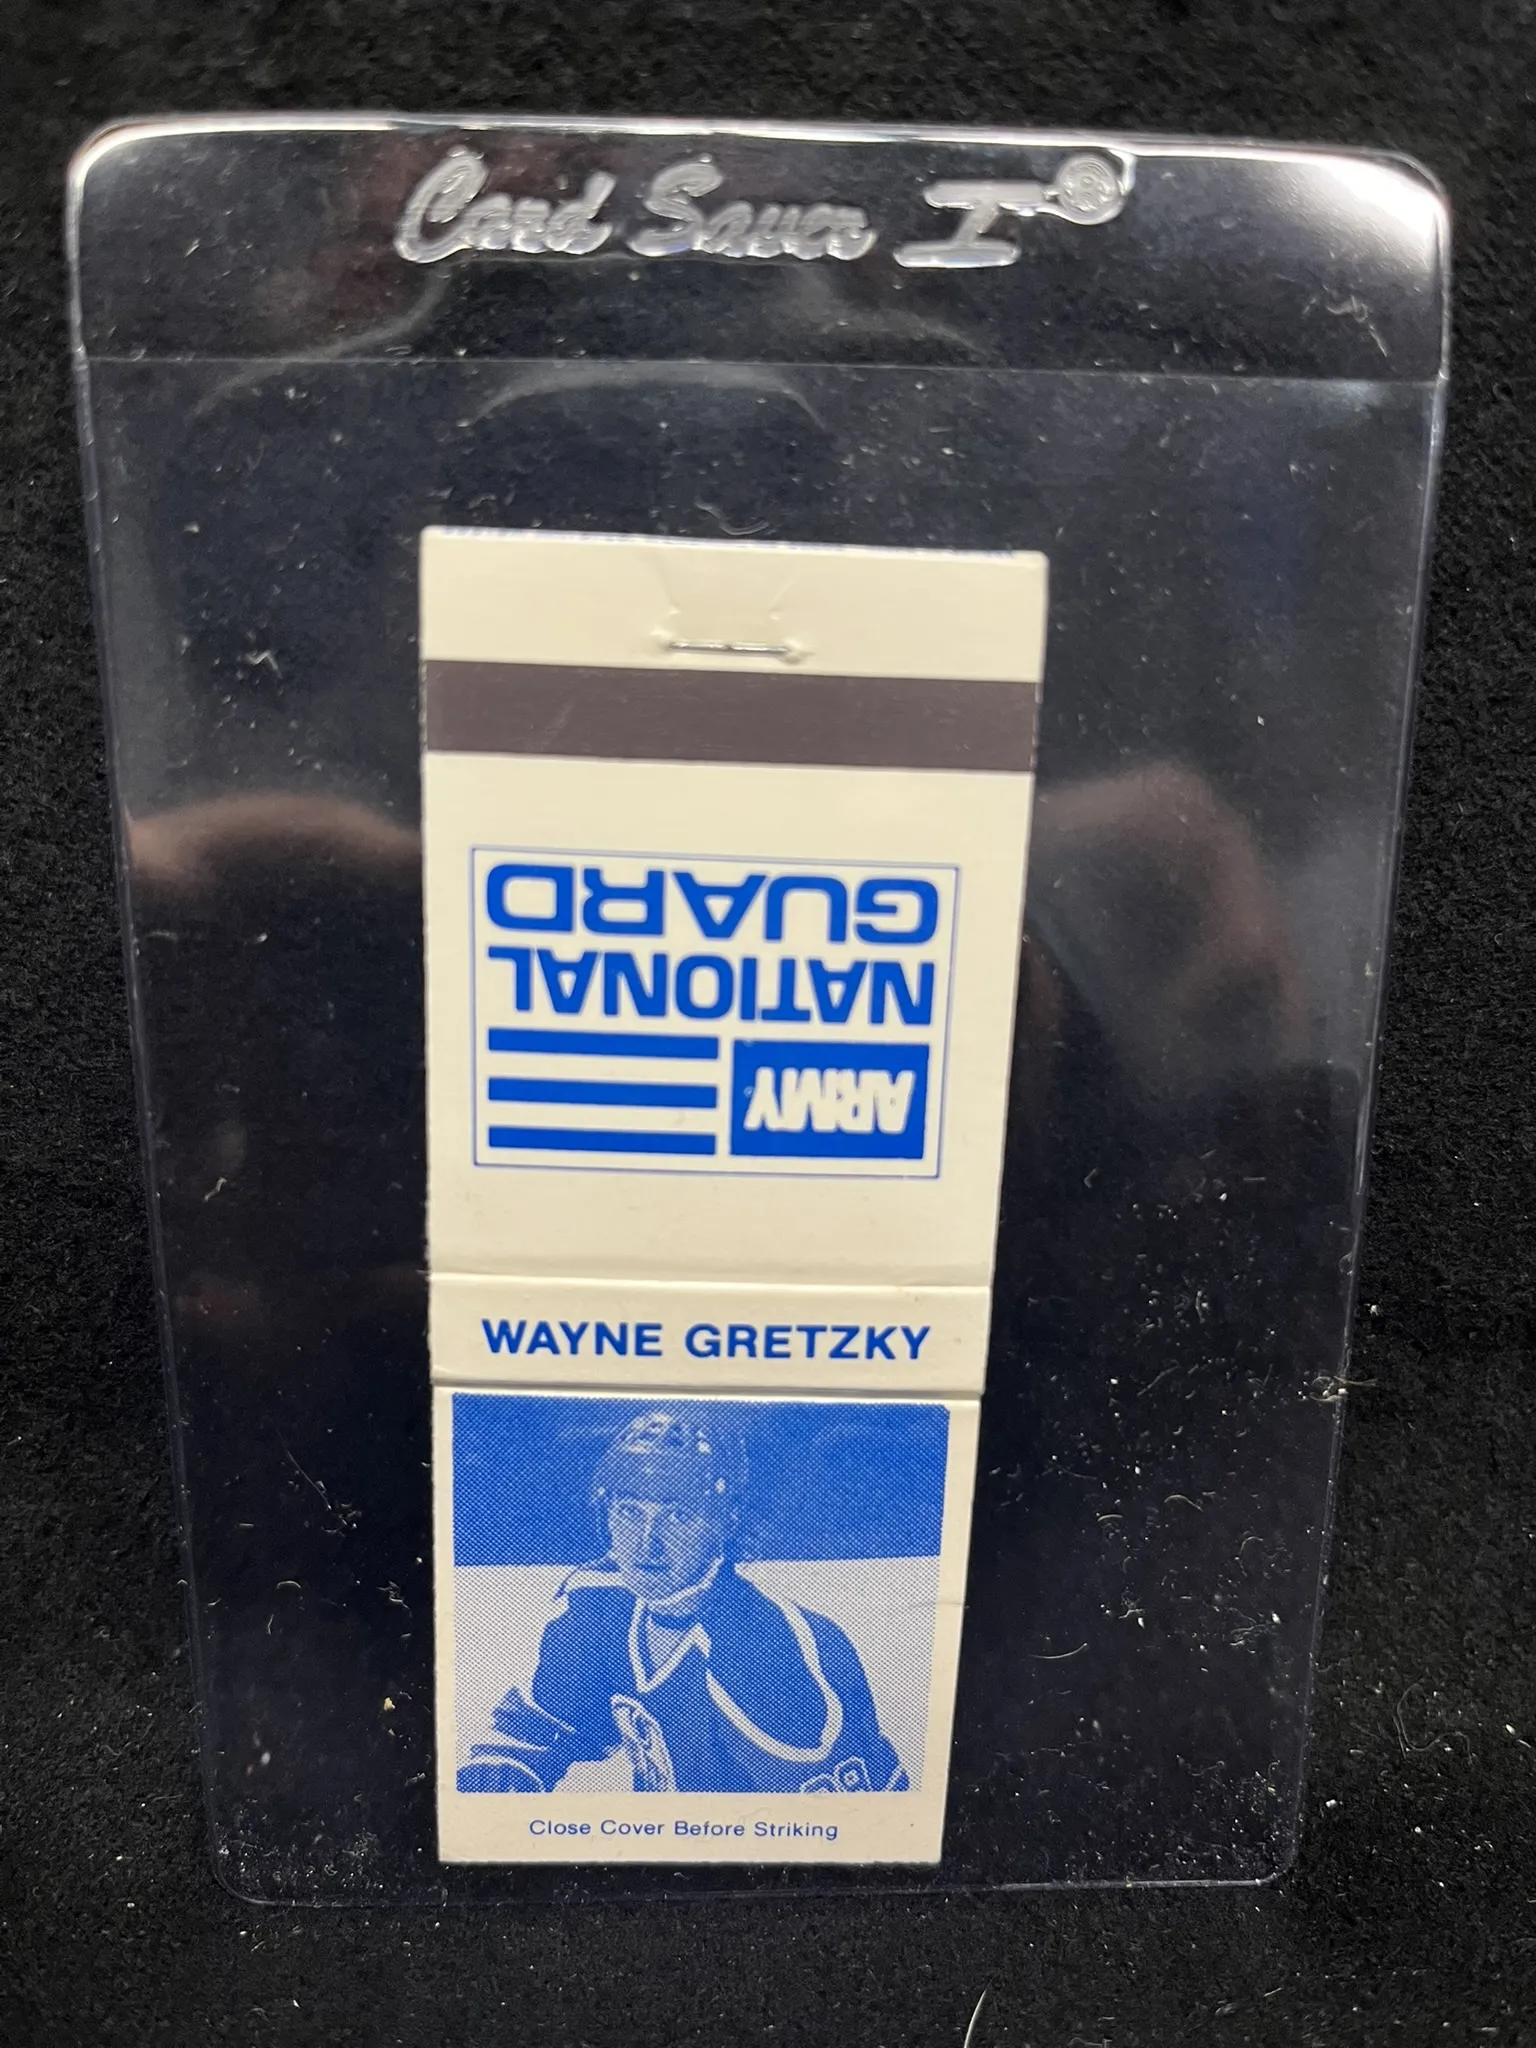 Card Saver I®
ARMY
NATIONAL
GUARD
WAYNE GRETZKY
Close Cover Before Striking